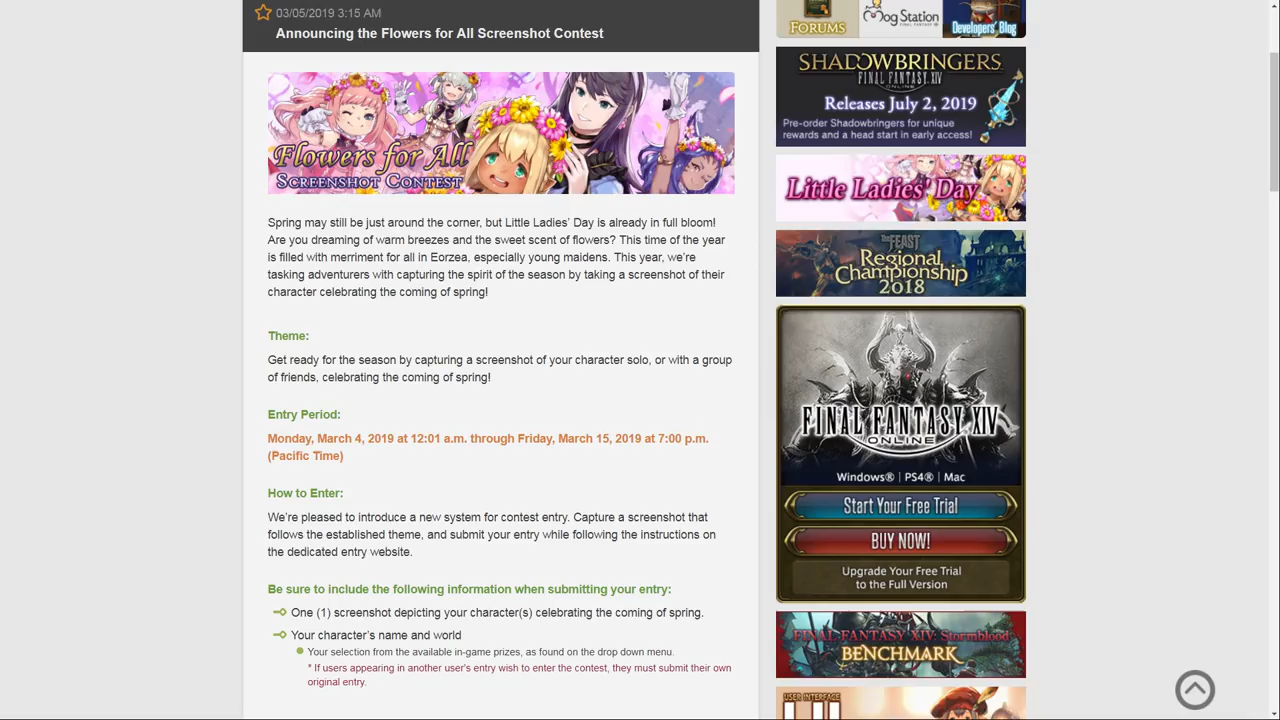 03/05/2019 3:15 AM
Announcing the Flowers for All Screenshot Contest
Flowers for All
SCREENSHOT CONTEST
Spring may still be just around the corner, but Little Ladies’ Day is already in full bloom!
Are you dreaming of warm breezes and the sweet scent of flowers? This time of the year
is filled with merriment for all in Eorzea, especially young maidens. This year, we’re
tasking adventurers with capturing the spirit of the season by taking a screenshot of their
character celebrating the coming of spring!
Theme:
Get ready for the season by capturing a screenshot of your character solo, or with a group
of friends, celebrating the coming of spring!
Entry Period:
Monday, March 4, 2019 at 12:01 a.m. through Friday, March 15, 2019 at 7:00 p.m.
(Pacific Time)
How to Enter:
We’re pleased to introduce a new system for contest entry. Capture a screenshot that
follows the established theme, and submit your entry while following the instructions on
the dedicated entry website.
Be sure to include the following information when submitting your entry:
One (1) screenshot depicting your character(s) celebrating the coming of spring.
Your character’s name and world
Your selection from the available in-game prizes, as found on the drop down menu.
* If users appearing in another user's entry wish to enter the contest, they must submit their own
original entry.
FORUMS
Mog Station
FINAL FANTASY XIV
Developers' Blog
SHADOWBRINGERS
FINAL FANTASY XIV
ONLINE
Releases July 2, 2019
Pre-order Shadowbringers for unique
rewards and a head start in early access!
Little Ladies' Day
The FEAST
Regional
Championship
2018
FINAL FANTASY XIV
ONLINE
Windows® | PS4® | Mac
Start Your Free Trial
BUY NOW!
Upgrade Your Free Trial
to the Full Version
FINAL FANTASY XIV: Stormblood
BENCHMARK
USER INTERFACE